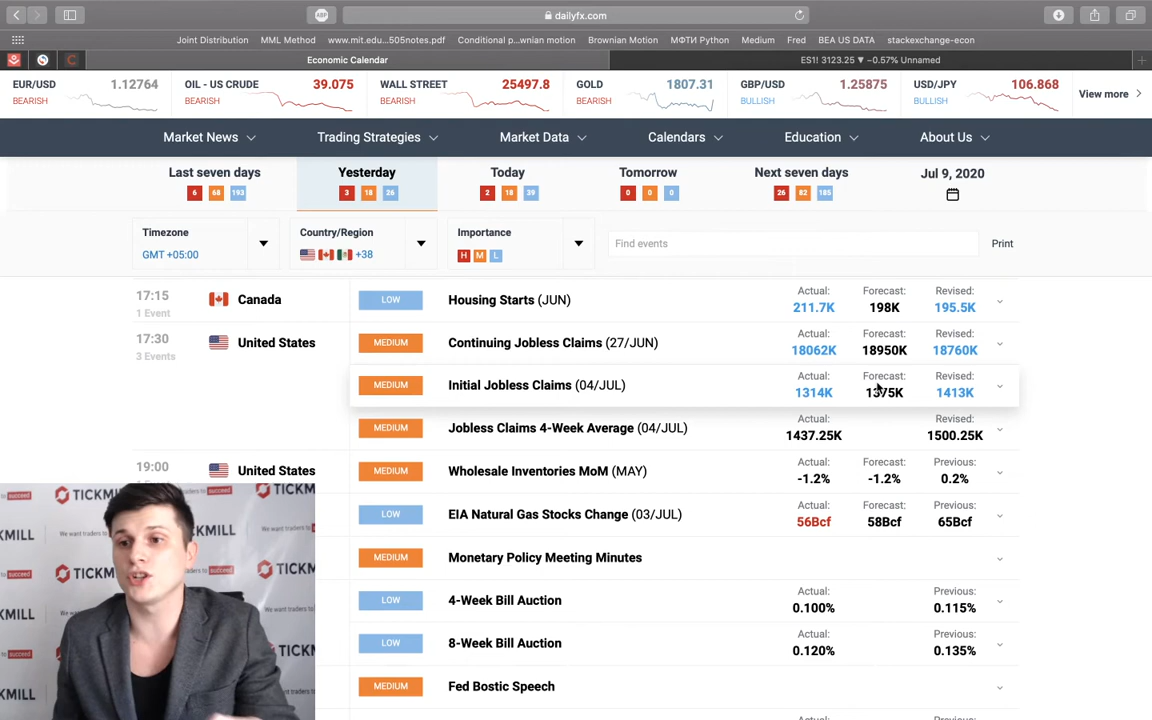 ABP
dailyfx.com
Joint Distribution MML Method www.mit.edu...505notes.pdf Conditional p...wnian motion Brownian Motion МФТИ Python Medium Fred BEA US DATA stackexchange-econ
Economic Calendar
ES1! 3123.25 ▼ −0.57% Unnamed
EUR/USD 1.12764 OIL - US CRUDE 39.075 WALL STREET 25497.8 GOLD 1807.31 GBP/USD 1.25875 USD/JPY 106.868
BEARISH BEARISH BEARISH BEARISH BULLISH BULLISH
View more
Market News Trading Strategies Market Data Calendars Education About Us
Last seven days Yesterday Today Tomorrow Next seven days Jul 9, 2020
6 68 193 3 18 26 2 18 39 0 0 0 26 82 185
Timezone Country/Region Importance
GMT +05:00 +38 H M L
Find events
Print
17:15 Canada LOW Housing Starts (JUN) Actual: Forecast: Revised:
1 Event 211.7K 198K 195.5K
17:30 United States MEDIUM Continuing Jobless Claims (27/JUN) Actual: Forecast: Revised:
3 Events 18062K 18950K 18760K
MEDIUM Initial Jobless Claims (04/JUL) Actual: Forecast: Revised:
1314K 1375K 1413K
MEDIUM Jobless Claims 4-Week Average (04/JUL) Actual: Revised:
1437.25K 1500.25K
19:00 United States MEDIUM Wholesale Inventories MoM (MAY) Actual: Forecast: Previous:
-1.2% -1.2% 0.2%
LOW EIA Natural Gas Stocks Change (03/JUL) Actual: Forecast: Previous:
56Bcf 58Bcf 65Bcf
MEDIUM Monetary Policy Meeting Minutes
LOW 4-Week Bill Auction Actual: Previous:
0.100% 0.115%
LOW 8-Week Bill Auction Actual: Previous:
0.120% 0.135%
MEDIUM Fed Bostic Speech
TICKMILL
We want traders to succeed